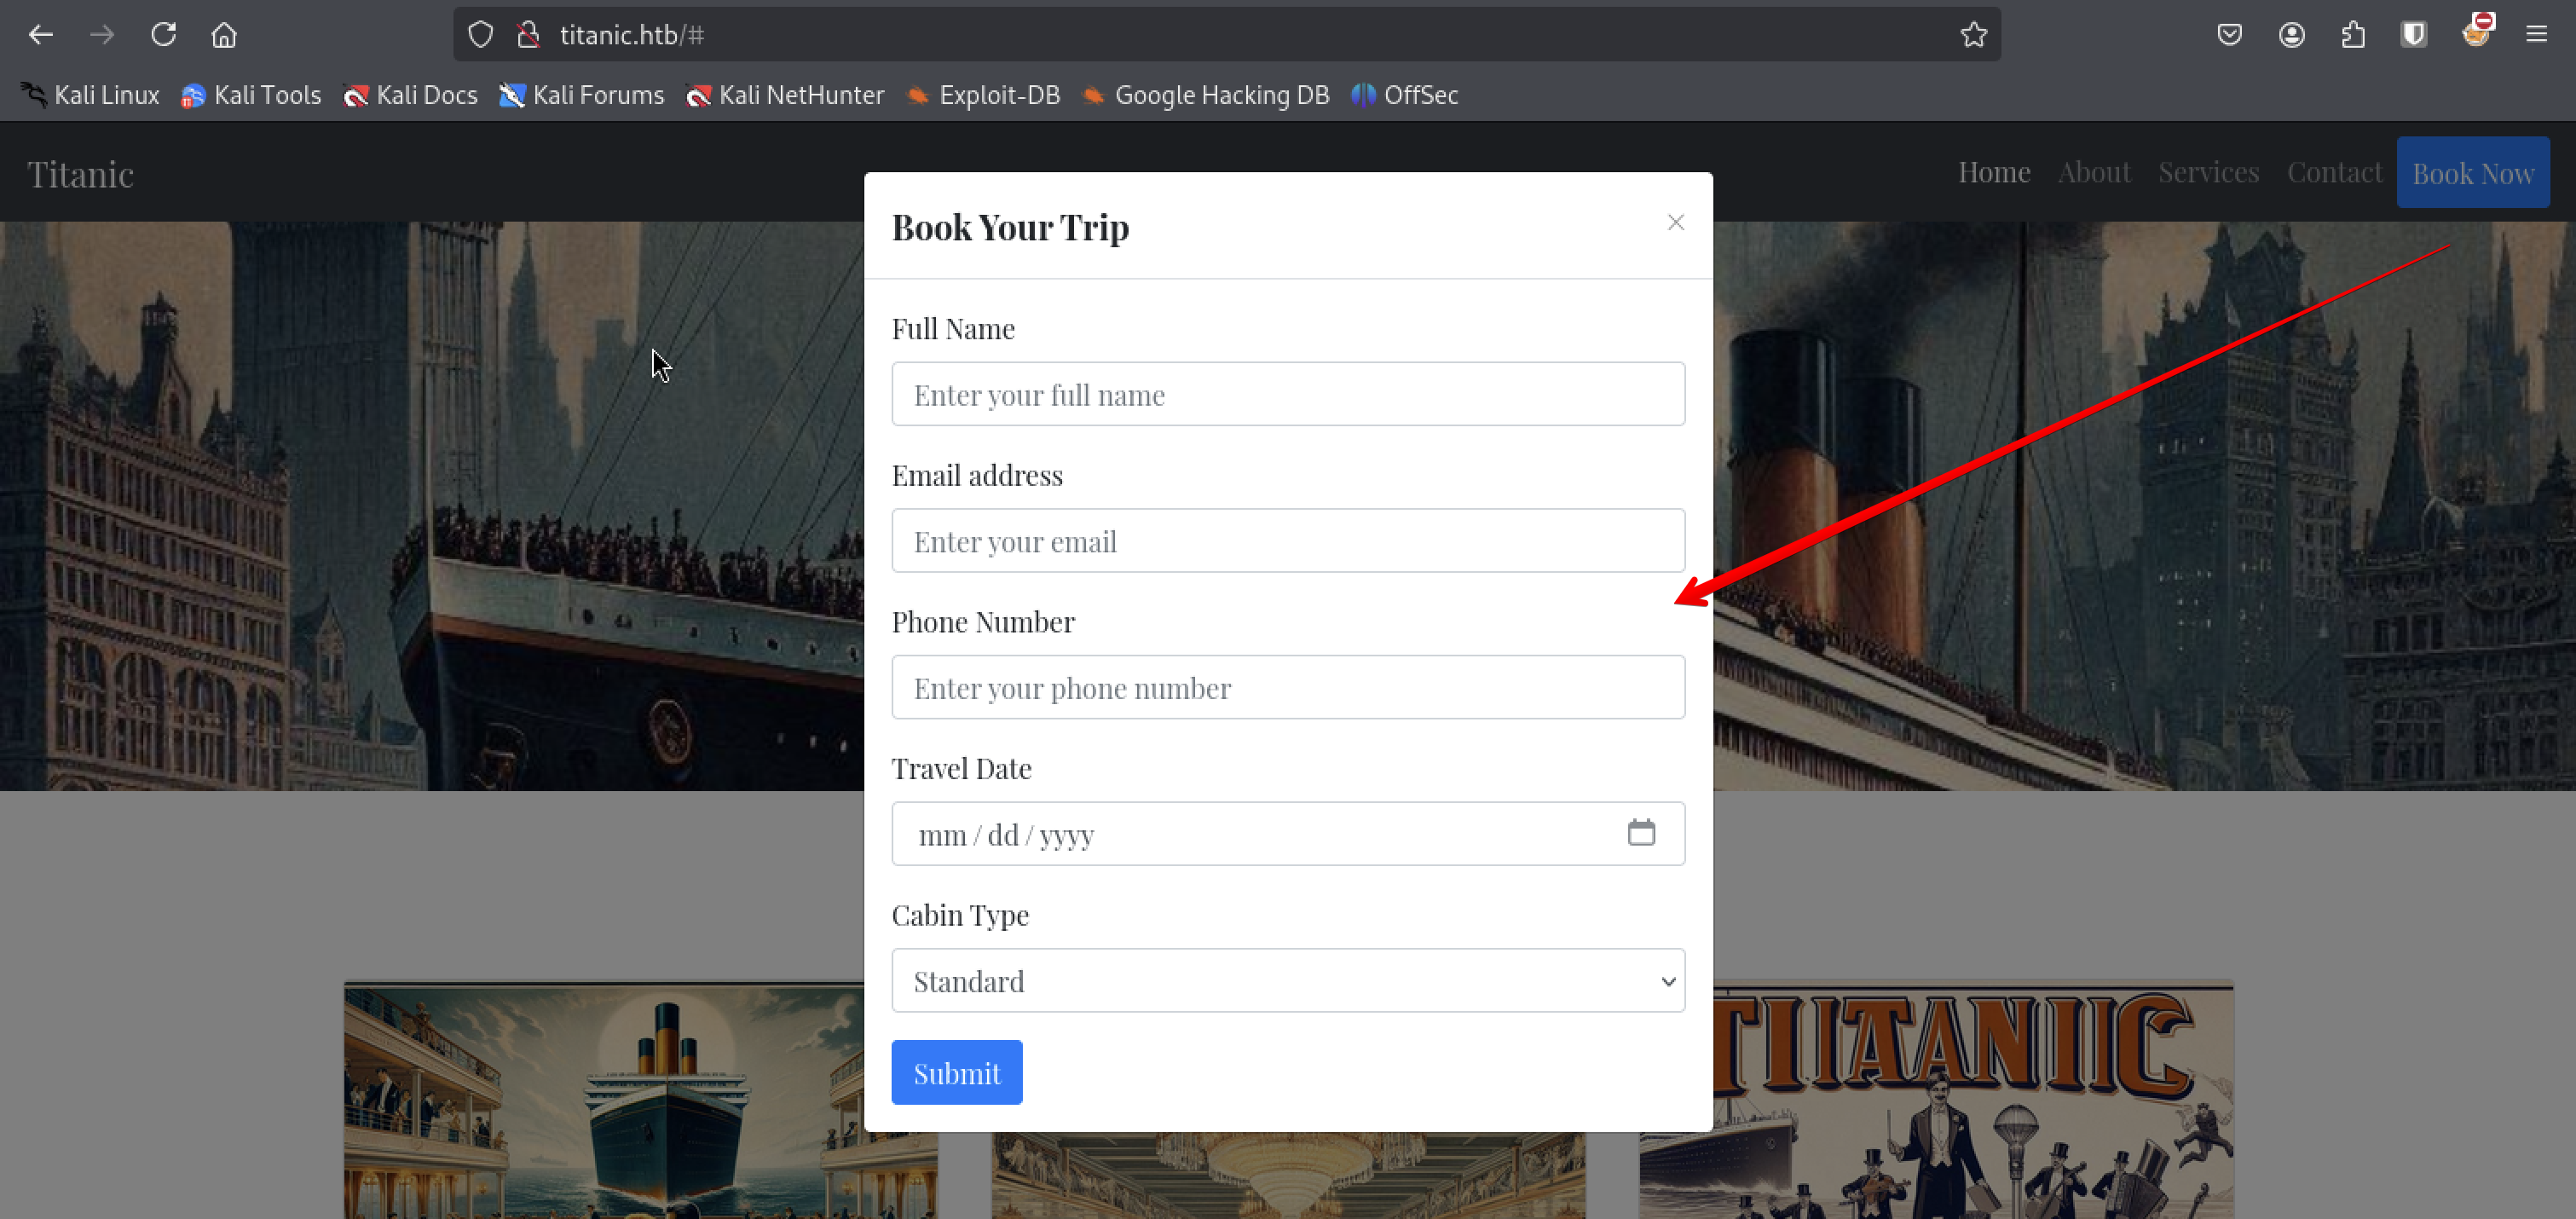 titanic.htb/#
Kali Linux Kali Tools Kali Docs Kali Forums Kali NetHunter Exploit-DB Google Hacking DB OffSec
Titanic Home About Services Contact Book Now
Book Your Trip
Full Name
Enter your full name
Email address
Enter your email
Phone Number
Enter your phone number
Travel Date
mm / dd / yyyy
Cabin Type
Standard
Submit